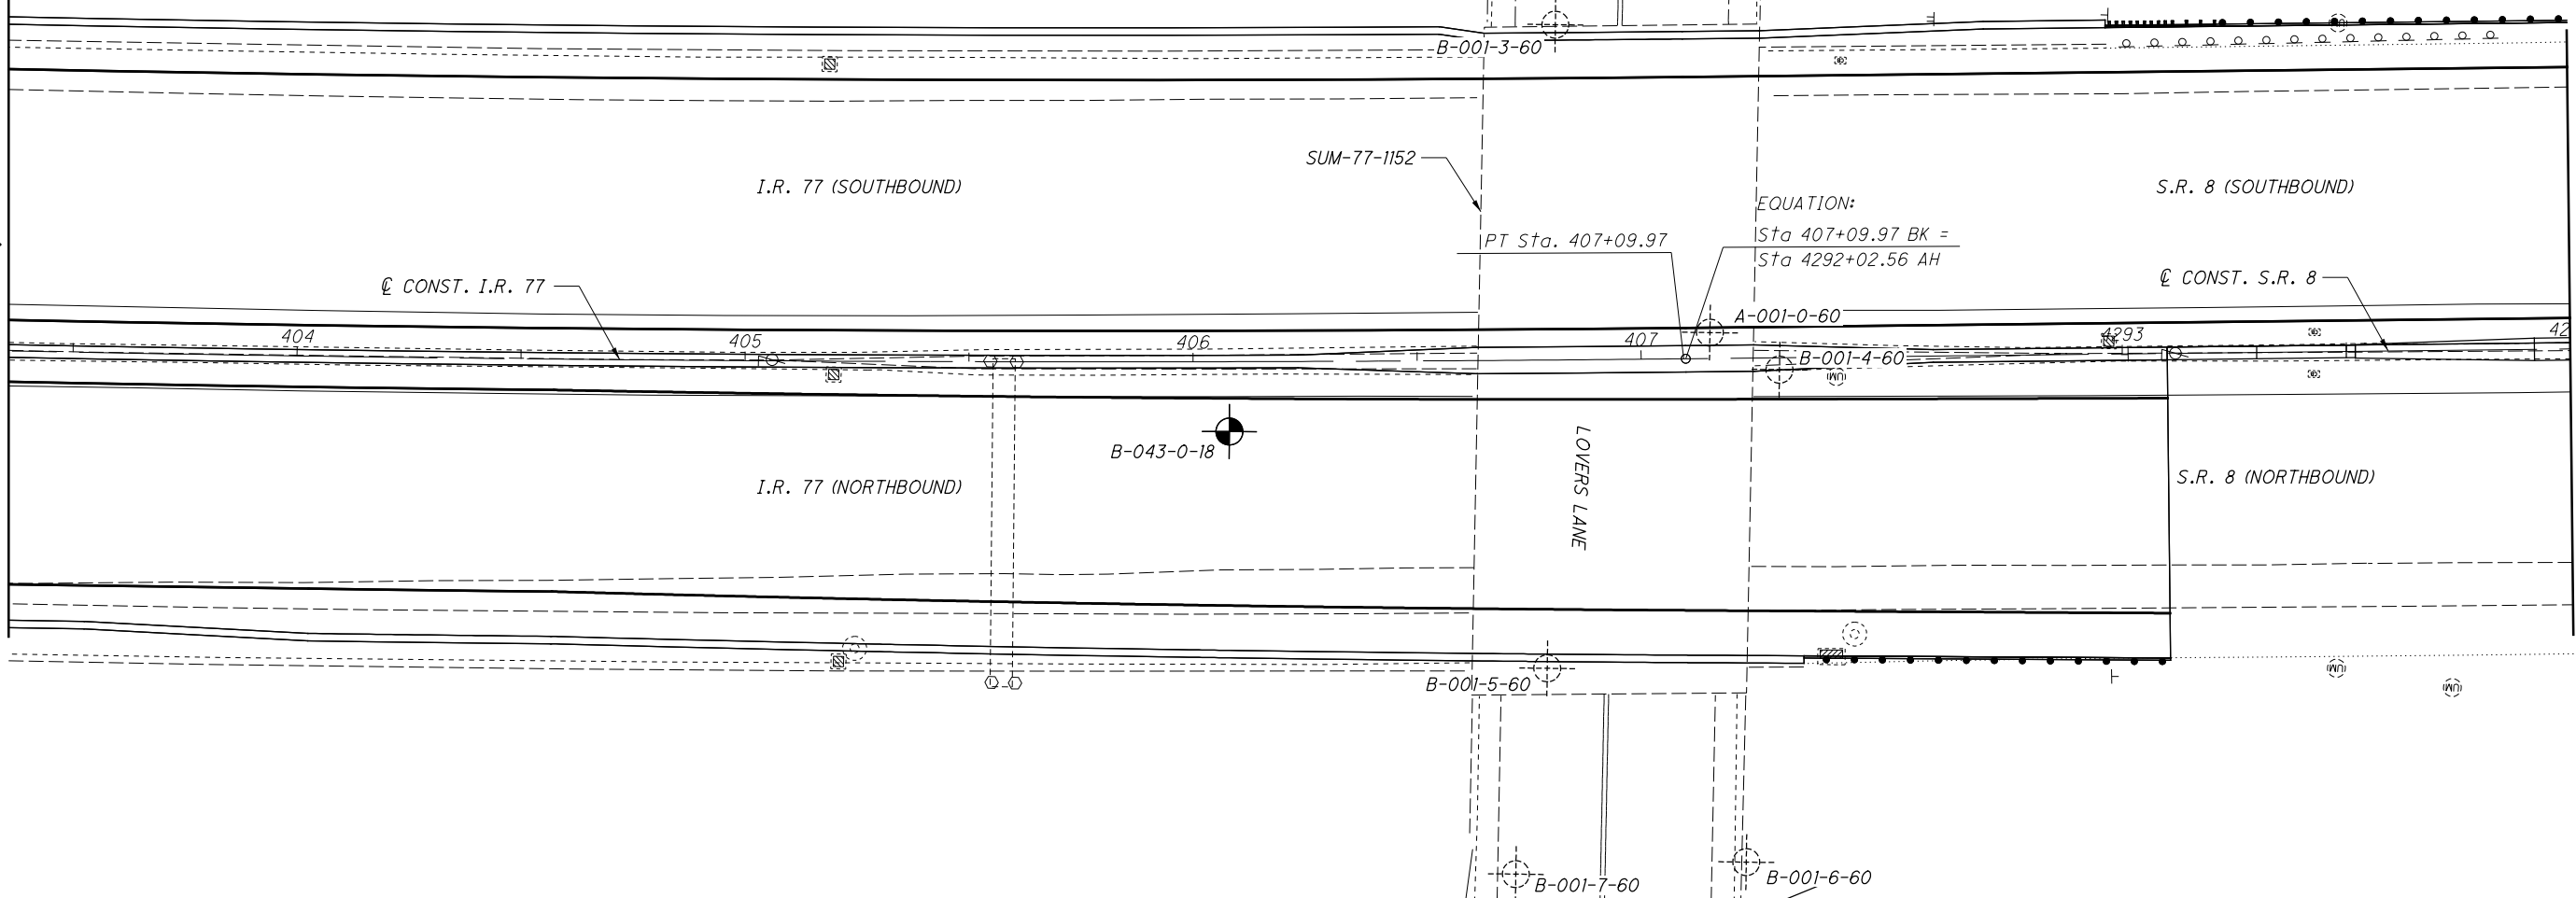 B-001-3-60
SUM-77-1152
I.R. 77 (SOUTHBOUND)
S.R. 8 (SOUTHBOUND)
EQUATION:
PT Sta. 407+09.97
Sta 407+09.97 BK =
Sta 4292+02.56 AH
℄ CONST. I.R. 77
℄ CONST. S.R. 8
A-001-0-60
404
405
406
407
4293
42
B-001-4-60
B-043-0-18
LOVERS LANE
I.R. 77 (NORTHBOUND)
S.R. 8 (NORTHBOUND)
B-001-5-60
B-001-7-60
B-001-6-60